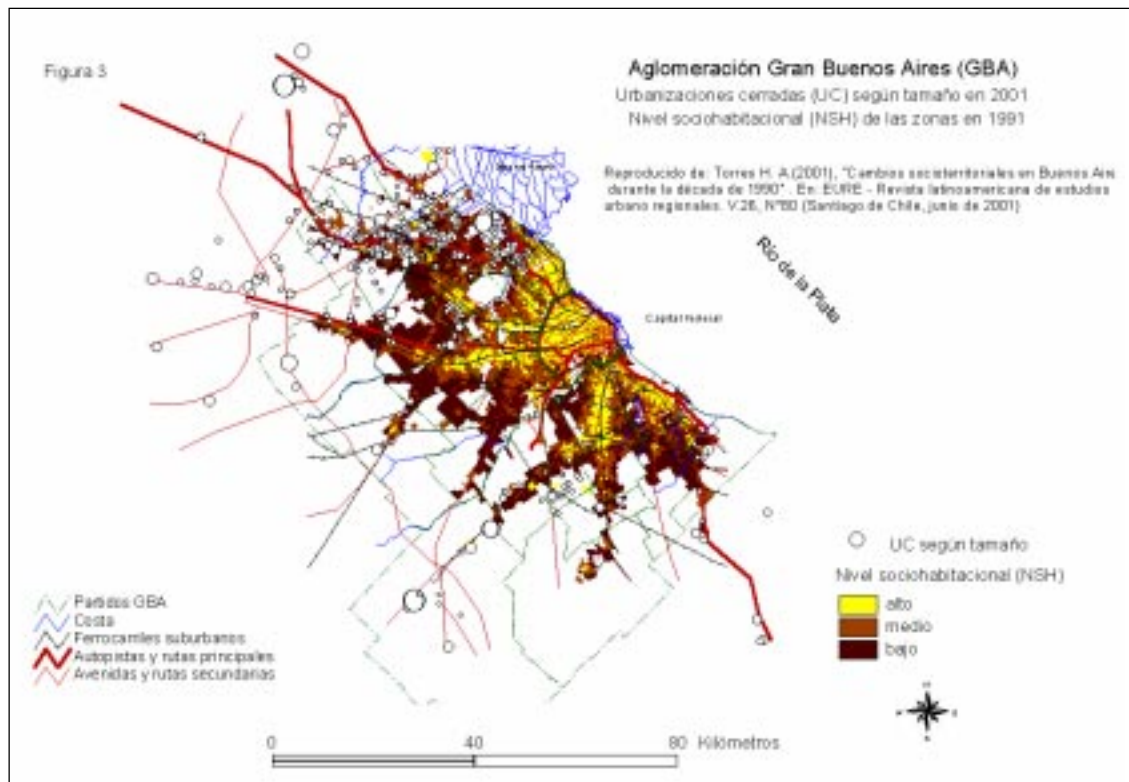 Figura 3
Aglomeración Gran Buenos Aires (GBA)
Urbanizaciones cerradas (UC) según tamaño en 2001
Nivel sociohabitacional (NSH) de las zonas en 1991
Reproducido de: Torres H. A.(2001), "Cambios socioterritoriales en Buenos Aire
durante la década de 1990" . En: EURE - Revista latinoamericana de estudios
urbano regionales. V.26, N°80 (Santiago de Chile, junio de 2001)
Río de la Plata
Capital Federal
UC según tamaño
Nivel sociohabitacional (NSH)
alto
medio
bajo
Partidos GBA
Costa
Ferrocarriles suburbanos
Autopistas y rutas principales
Avenidas y rutas secundarias
0 40 80 Kilómetros